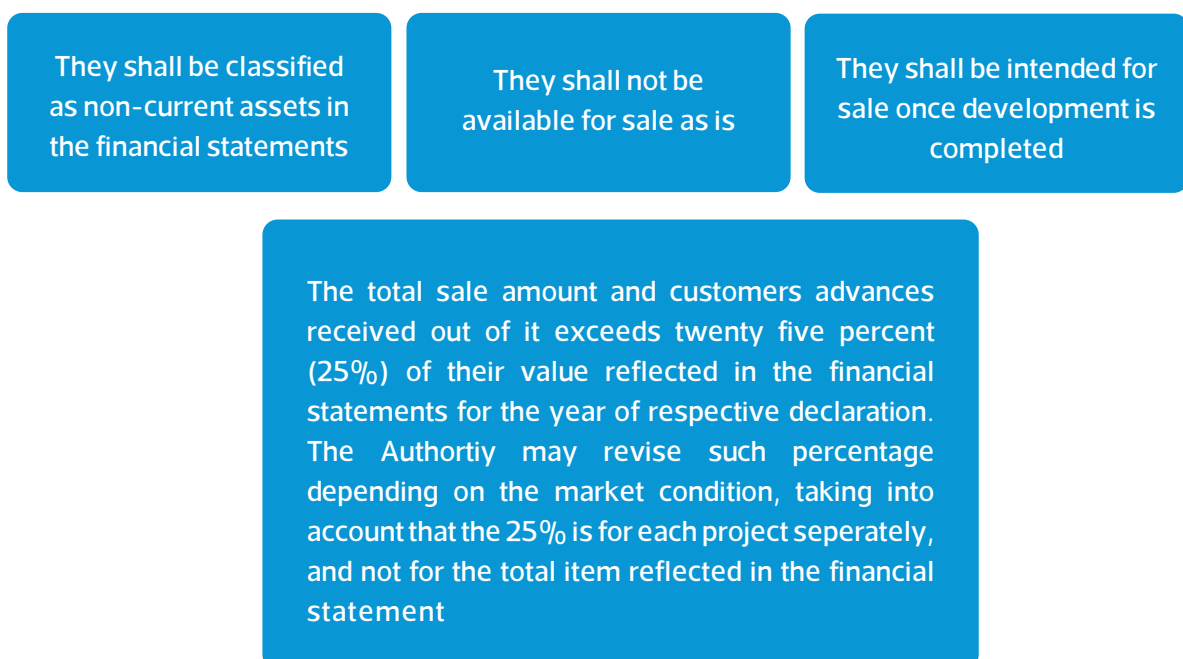 They shall be classified
as non-current assets in
the financial statements
They shall not be
available for sale as is
They shall be intended for
sale once development is
completed
The total sale amount and customers advances
received out of it exceeds twenty five percent
(25%) of their value reflected in the financial
statements for the year of respective declaration.
The Authortiy may revise such percentage
depending on the market condition, taking into
account that the 25% is for each project seperately,
and not for the total item reflected in the financial
statement